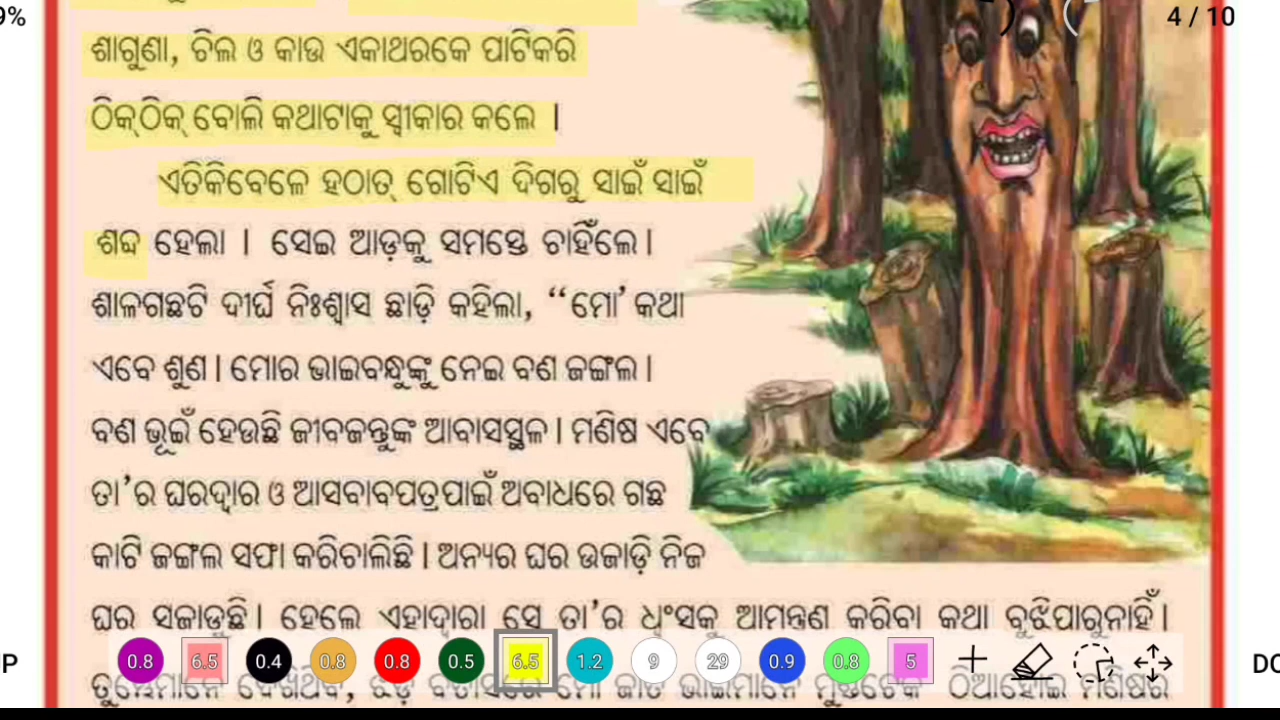 9%
4 / 10
ଶାଗୁଣା, ଚିଲ ଓ କାଉ ଏକାଥରକେ ପାଟିକରି
ଠିକ୍‌ଠିକ୍ ବୋଲି କଥାଟାକୁ ସ୍ୱୀକାର କଲେ ।
ଏତିକିବେଳେ ହଠାତ୍ ଗୋଟିଏ ଦିଗରୁ ସାଇଁ ସାଇଁ
ଶବ୍ଦ ହେଲା । ସେଇ ଆଡ଼କୁ ସମସ୍ତେ ଚାହିଁଲେ ।
ଶାଳଗଛଟି ଦୀର୍ଘ ନିଃଶ୍ୱାସ ଛାଡ଼ି କହିଲା, “ମୋ’ କଥା
ଏବେ ଶୁଣ । ମୋର ଭାଇବନ୍ଧୁଙ୍କୁ ନେଇ ବଣ ଜଙ୍ଗଲ ।
ବଣ ଭୂଇଁ ହେଉଛି ଜୀବଜନ୍ତୁଙ୍କ ଆବାସସ୍ଥଳ । ମଣିଷ ଏବେ
ତା’ର ଘରଦ୍ୱାର ଓ ଆସବାବପତ୍ରପାଇଁ ଅବାଧରେ ଗଛ
କାଟି ଜଙ୍ଗଲ ସଫା କରିଚାଲିଛି । ଅନ୍ୟର ଘର ଉଜାଡ଼ି ନିଜ
ଘର ସଜାଡୁଛି । ହେଲେ ଏହାଦ୍ୱାରା ସେ ତା’ର ଧ୍ୱଂସକୁ ଆମନ୍ତ୍ରଣ କରିବା କଥା ବୁଝିପାରୁନାହିଁ ।
0.8 6.5 0.4 0.8 0.8 0.5 6.5 1.2 9 29 0.9 0.8 5